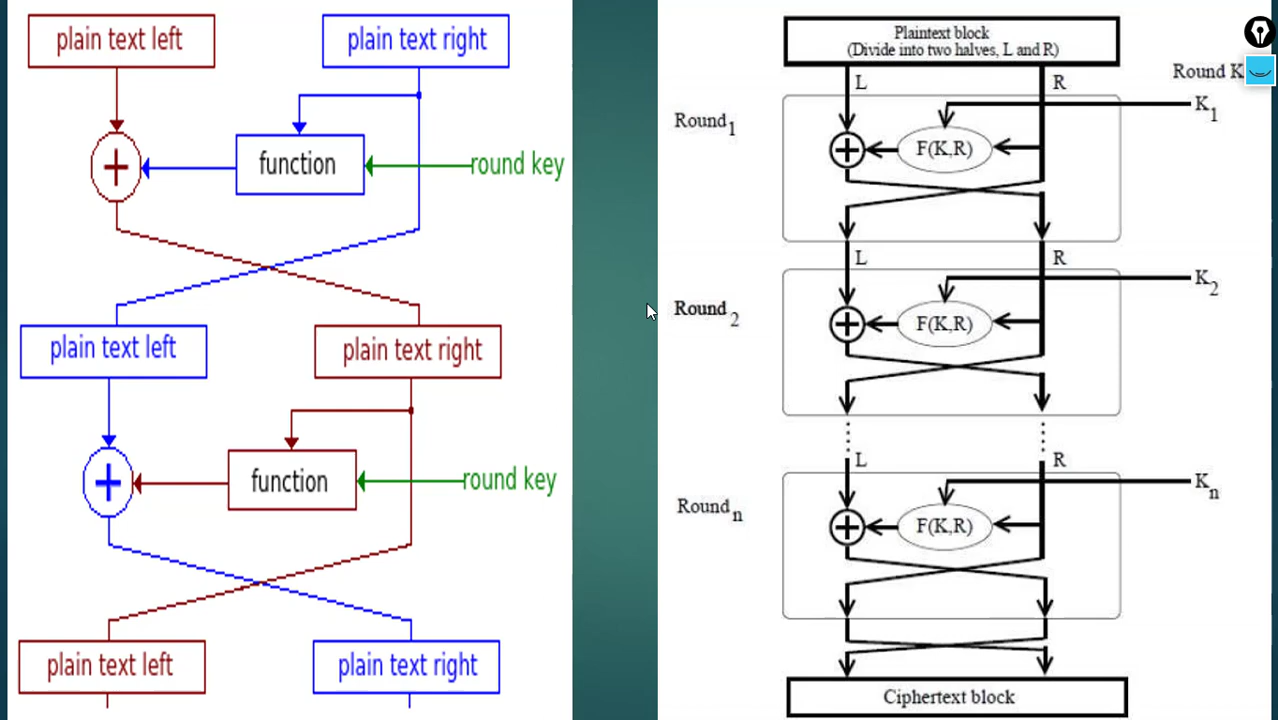 plain text left
plain text right
function
round key
plain text left
plain text right
function
round key
plain text left
plain text right
Plaintext block
(Divide into two halves, L and R)
Round K
L
R
K1
Round1
F(K,R)
L
R
K2
Round2
F(K,R)
L
R
Kn
Roundn
F(K,R)
Ciphertext block